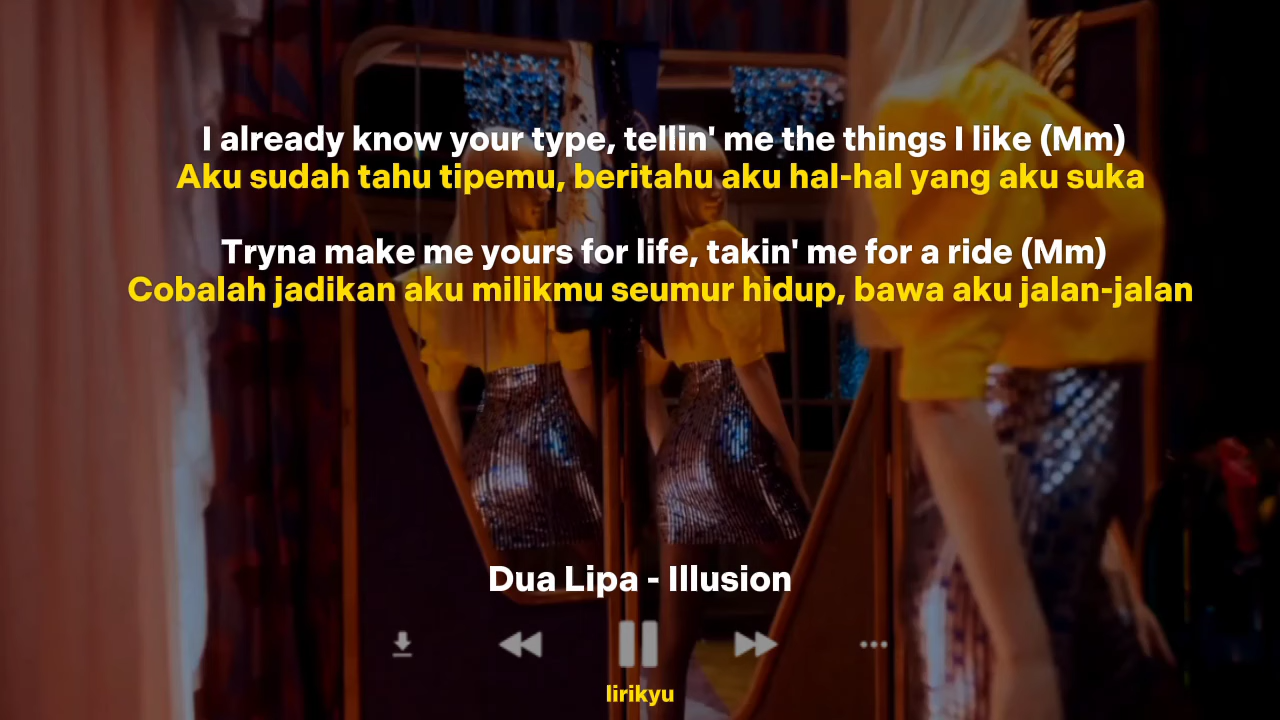 I already know your type, tellin' me the things I like (Mm)
Aku sudah tahu tipemu, beritahu aku hal-hal yang aku suka
Tryna make me yours for life, takin' me for a ride (Mm)
Cobalah jadikan aku milikmu seumur hidup, bawa aku jalan-jalan
Dua Lipa - Illusion
lirikyu